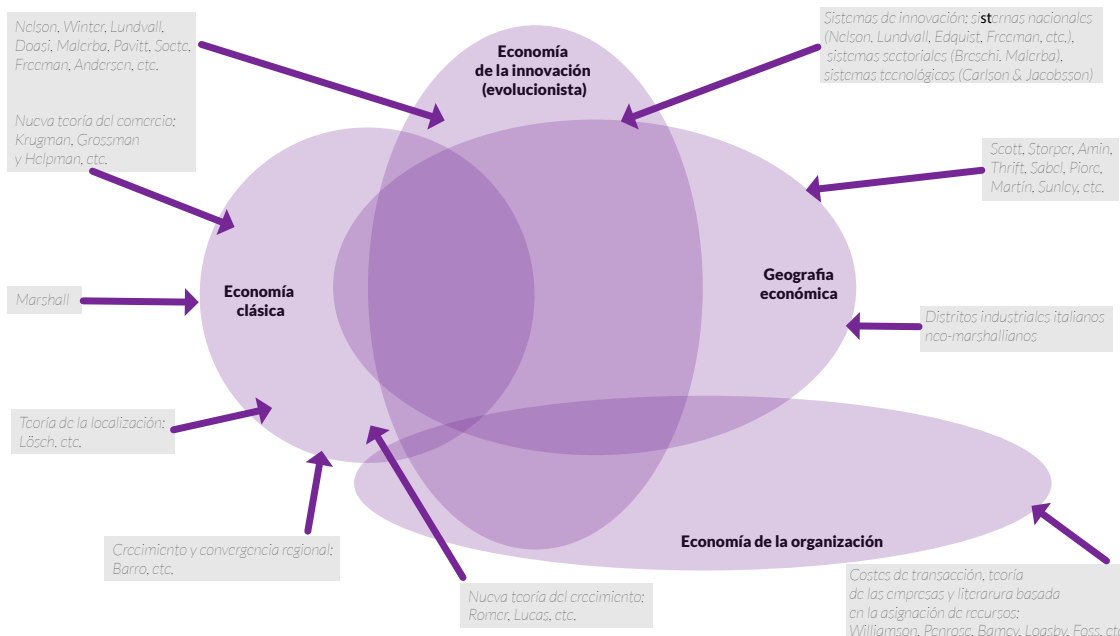 Nelson, Winter, Lundvall,
Doasi, Malerba, Pavitt, Soete,
Freeman, Andersen, etc.
Nueva teoría del comercio:
Krugman, Grossman
y Helpman, etc.
Marshall
Teoría de la localización:
Lösch, etc.
Crecimiento y convergencia regional:
Barro, etc.
Nueva teoría del crecimiento:
Romer, Lucas, etc.
Economía
de la innovación
(evolucionista)
Economía
clásica
Geografia
económica
Economía de la organización
Sistemas de innovación: sistemas nacionales
(Nelson, Lundvall, Edquist, Freeman, etc.),
sistemas sectoriales (Breschi, Malerba),
sistemas tecnológicos (Carlson & Jacobsson)
Scott, Storper, Amin,
Thrift, Sabel, Piore,
Martín, Sunley, etc.
Distritos industriales italianos
neo-marshallianos
Costes de transacción, teoría
de las empresas y literarura basada
en la asignación de recursos:
Williamson, Penrose, Barney, Loasby, Foss, etc